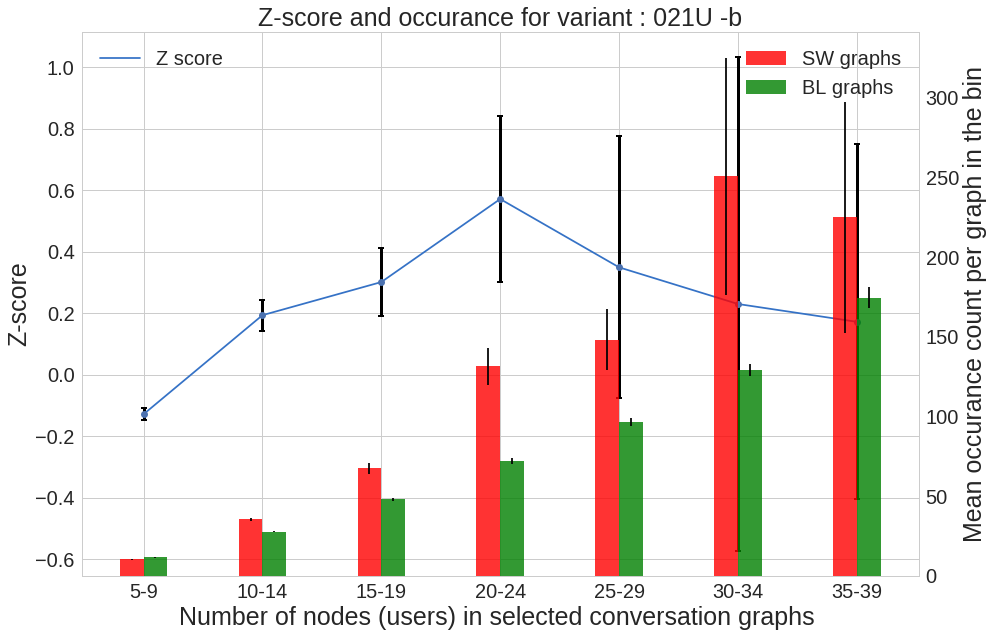 Z-score and occurance for variant : 021U -b
Z score
SW graphs
BL graphs
1.0
0.8
0.6
0.4
0.2
0.0
−0.2
−0.4
−0.6
Z-score
300
250
200
150
100
50
0
Mean occurance count per graph in the bin
5-9 10-14 15-19 20-24 25-29 30-34 35-39
Number of nodes (users) in selected conversation graphs